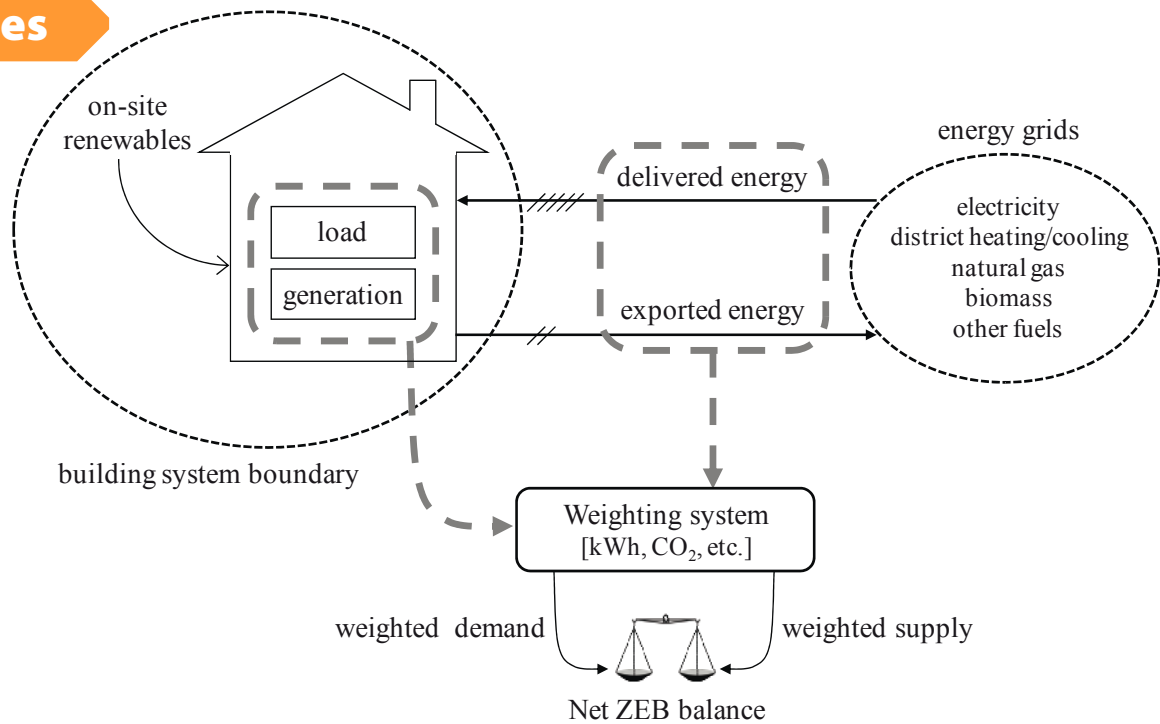 es
on-site
renewables
energy grids
delivered energy
electricity
load
district heating/cooling
natural gas
generation
biomass
exported energy
other fuels
building system boundary
Weighting system
[kWh, CO₂, etc.]
weighted demand
weighted supply
Net ZEB balance